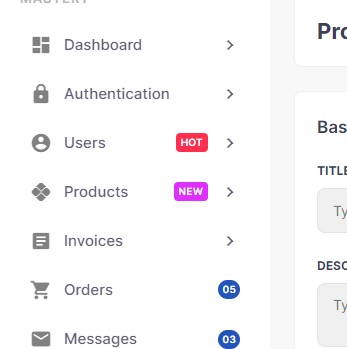 MASTERY
Dashboard
Authentication
Users HOT
Products NEW
Invoices
Orders 05
Messages 03
Pro
Bas
TITLE
Ty
DESC
Ty